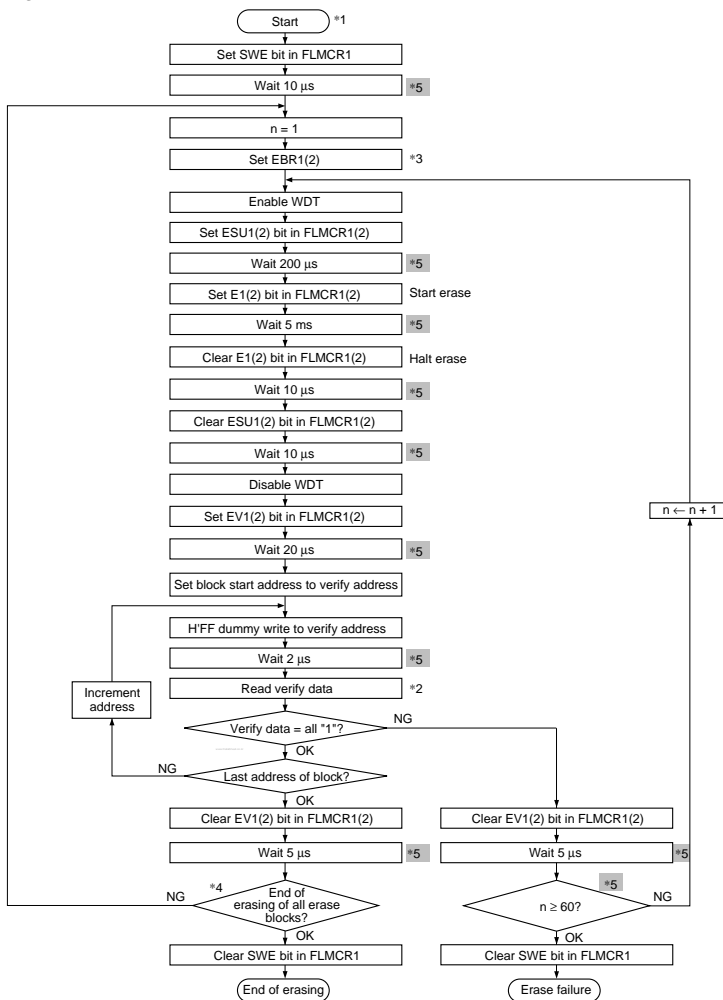 Start
*1
Set SWE bit in FLMCR1
Wait 10 µs
*5
n = 1
Set EBR1(2)
*3
Enable WDT
Set ESU1(2) bit in FLMCR1(2)
Wait 200 µs
*5
Set E1(2) bit in FLMCR1(2)
Start erase
Wait 5 ms
*5
Clear E1(2) bit in FLMCR1(2)
Halt erase
Wait 10 µs
*5
Clear ESU1(2) bit in FLMCR1(2)
Wait 10 µs
*5
Disable WDT
Set EV1(2) bit in FLMCR1(2)
n ← n + 1
Wait 20 µs
*5
Set block start address to verify address
H'FF dummy write to verify address
Wait 2 µs
*5
Increment
address
Read verify data
*2
Verify data = all "1"?
NG
OK
NG
Last address of block?
OK
Clear EV1(2) bit in FLMCR1(2)
Clear EV1(2) bit in FLMCR1(2)
Wait 5 µs
*5
Wait 5 µs
*5
NG
*4
End of
erasing of all erase
blocks?
*5
n ≥ 60?
NG
OK
OK
Clear SWE bit in FLMCR1
Clear SWE bit in FLMCR1
End of erasing
Erase failure